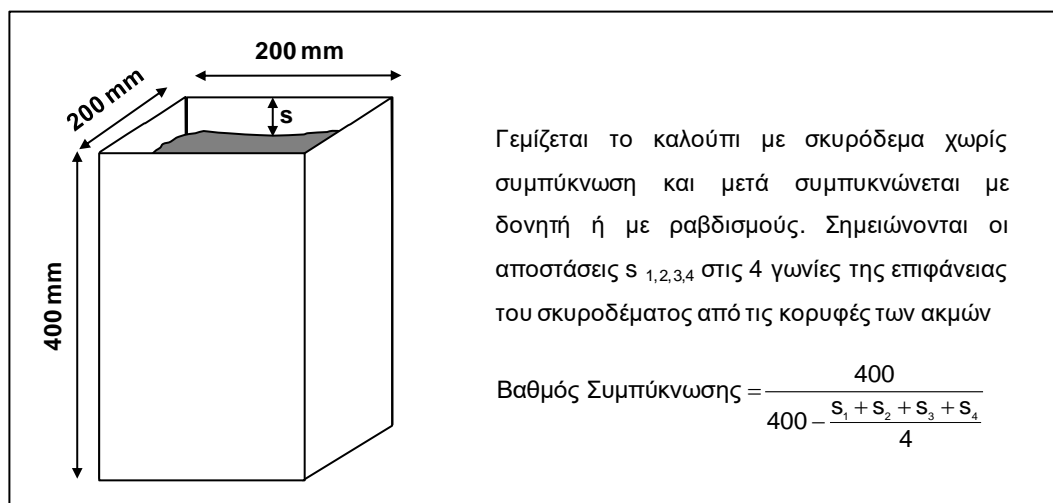 200 mm
200 mm
s
400 mm
Γεμίζεται το καλούπι με σκυρόδεμα χωρίς
συμπύκνωση και μετά συμπυκνώνεται με
δονητή ή με ραβδισμούς. Σημειώνονται οι
αποστάσεις s 1,2,3,4 στις 4 γωνίες της επιφάνειας
του σκυροδέματος από τις κορυφές των ακμών
Βαθμός Συμπύκνωσης = 400 / (400 − (s₁ + s₂ + s₃ + s₄) / 4)